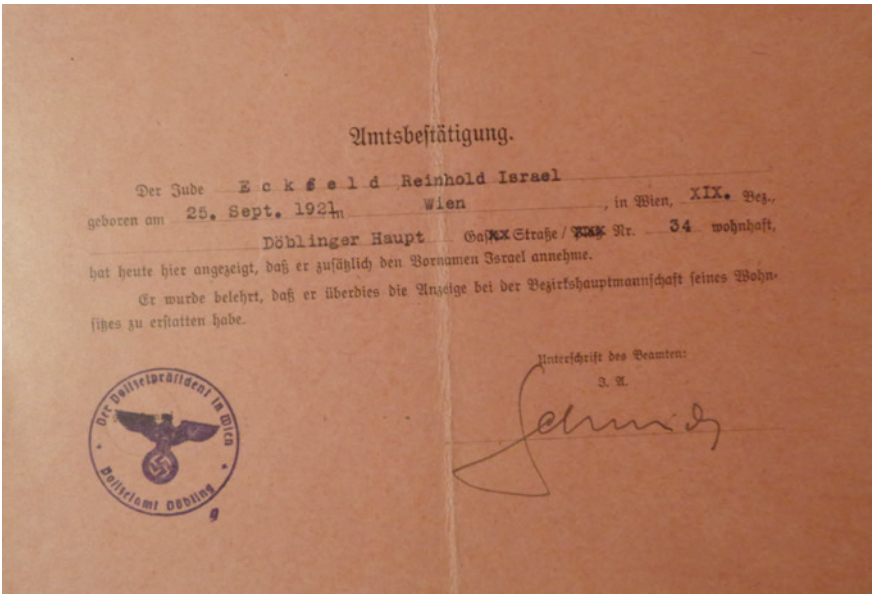 Amtsbestätigung.
Der Jude Eckfeld Reinhold Israel
geboren am 25. Sept. 1921 in Wien, in Wien, XIX. Bez.,
Döblinger Haupt Gaxx Straße / xxx Nr. 34 wohnhaft,
hat heute hier angezeigt, daß er zusätzlich den Vornamen Israel annehme.
Er wurde belehrt, daß er überdies die Anzeige bei der Bezirkshauptmannschaft seines Wohn-
sitzes zu erstatten habe.
Unterschrift des Beamten:
J. A.
Schmid
Der Polizeipräsident in Wien
Polizeiamt Döbling
g